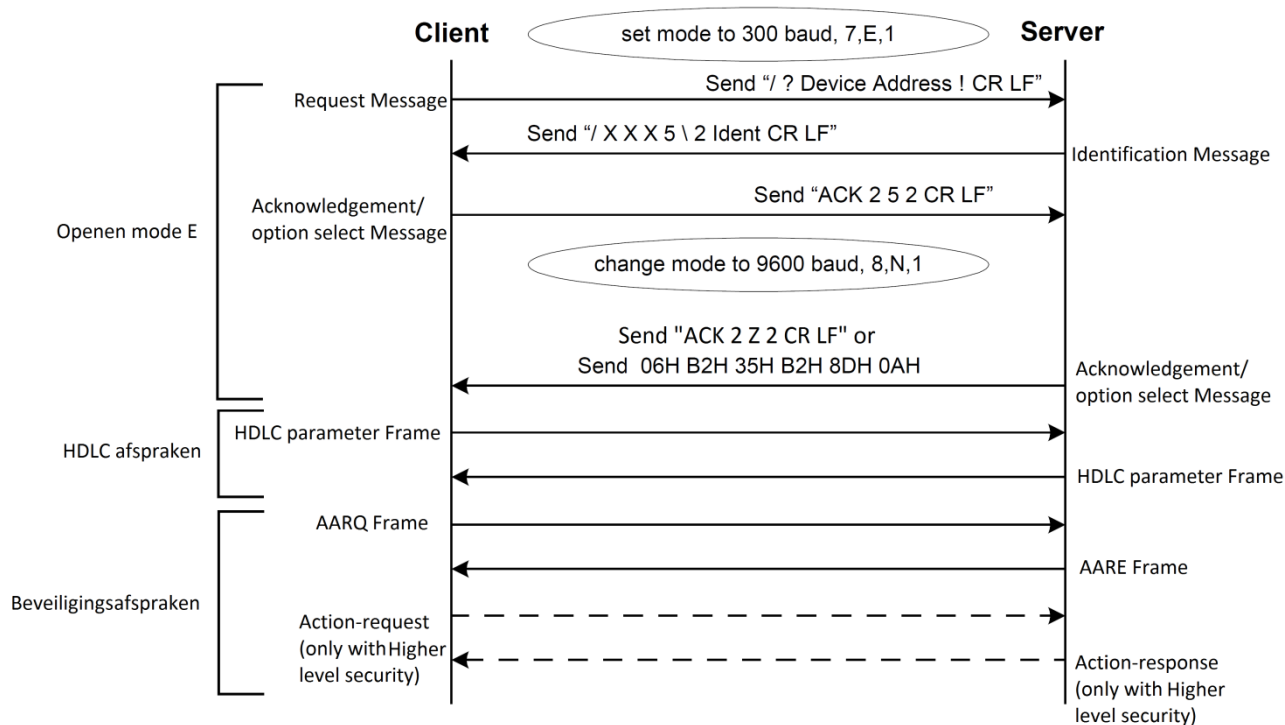 set mode to 300 baud, 7,E,1
Client
Server
Send “/ ? Device Address ! CR LF”
Request Message
Send “/ X X X 5 \ 2 Ident CR LF”
Identification Message
Send “ACK 2 5 2 CR LF”
Acknowledgement/
option select Message
Openen mode E
change mode to 9600 baud, 8,N,1
Send "ACK 2 Z 2 CR LF" or
Send 06H B2H 35H B2H 8DH 0AH
Acknowledgement/
option select Message
HDLC parameter Frame
HDLC afspraken
HDLC parameter Frame
AARQ Frame
AARE Frame
Beveiligingsafspraken
Action-request
(only with Higher
level security)
Action-response
(only with Higher
level security)